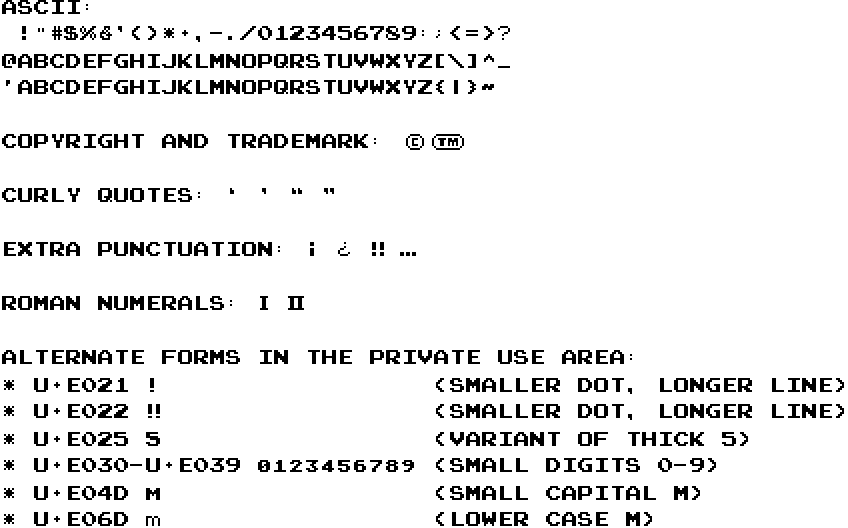 ASCII:
!"#$%&'()*+,-./0123456789:;<=>?
@ABCDEFGHIJKLMNOPQRSTUVWXYZ[\]^_
'ABCDEFGHIJKLMNOPQRSTUVWXYZ{|}~
COPYRIGHT AND TRADEMARK: © ™
CURLY QUOTES: ‘ ’ “ ”
EXTRA PUNCTUATION: ¡ ¿ ‼ …
ROMAN NUMERALS: I Ⅱ
ALTERNATE FORMS IN THE PRIVATE USE AREA:
* U+E021 ! (SMALLER DOT, LONGER LINE)
* U+E022 ‼ (SMALLER DOT, LONGER LINE)
* U+E025 5 (VARIANT OF THICK 5)
* U+E030-U+E039 0123456789 (SMALL DIGITS 0-9)
* U+E04D M (SMALL CAPITAL M)
* U+E06D m (LOWER CASE M)